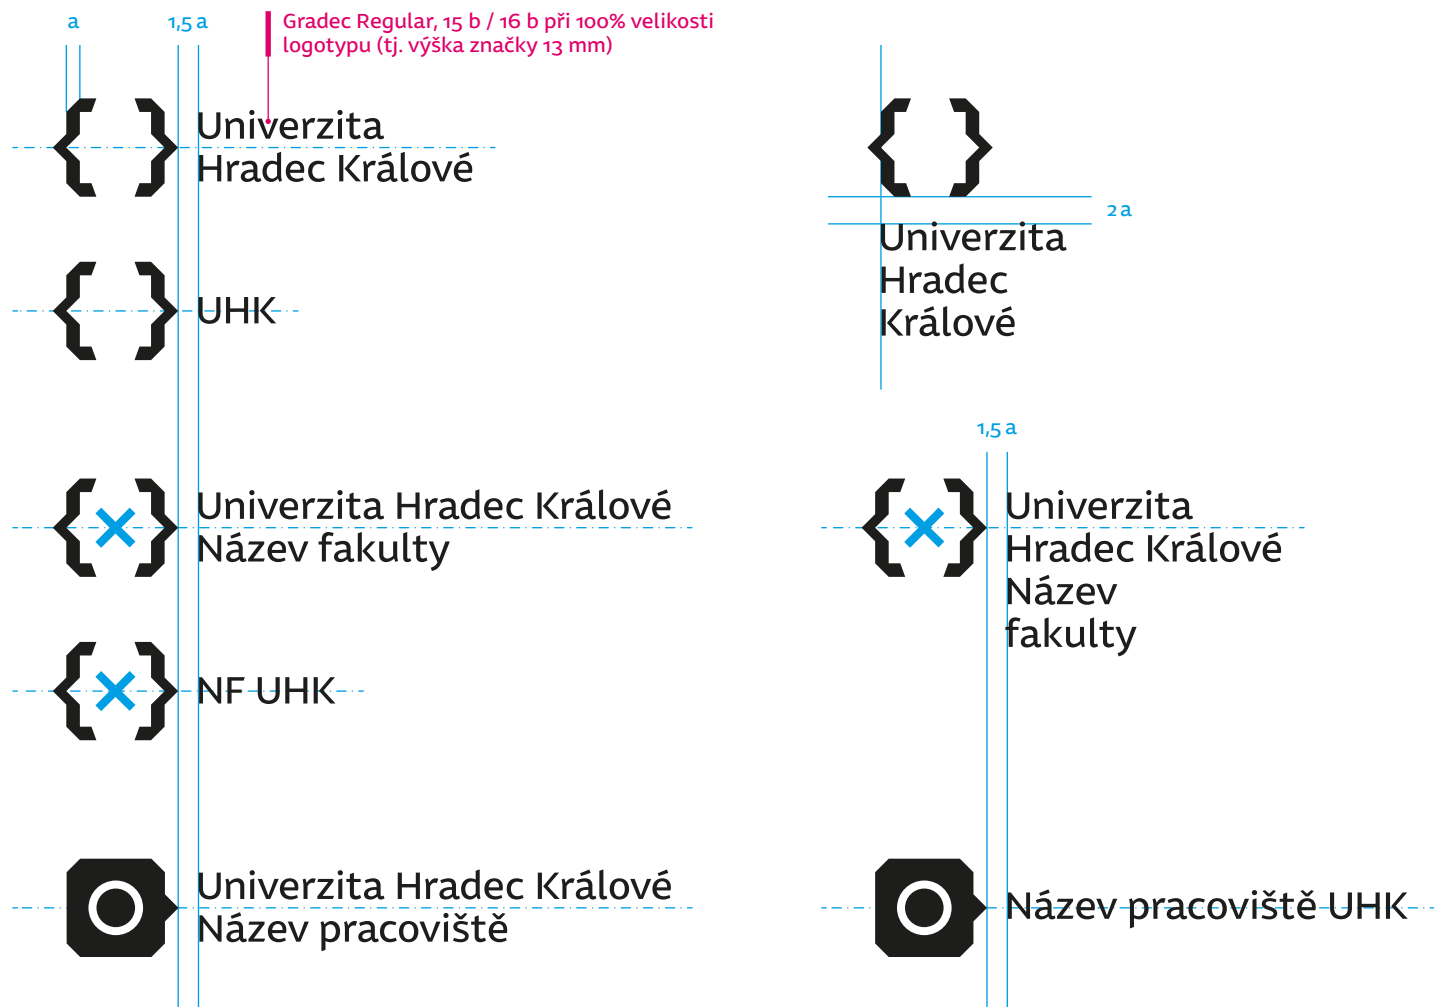 a
1,5 a
Gradec Regular, 15 b / 16 b při 100% velikosti
logotypu (tj. výška značky 13 mm)
Univerzita
Hradec Králové
UHK
2 a
Univerzita
Hradec
Králové
Univerzita Hradec Králové
Název fakulty
NF UHK
1,5 a
Univerzita
Hradec Králové
Název
fakulty
Univerzita Hradec Králové
Název pracoviště
Název pracoviště UHK